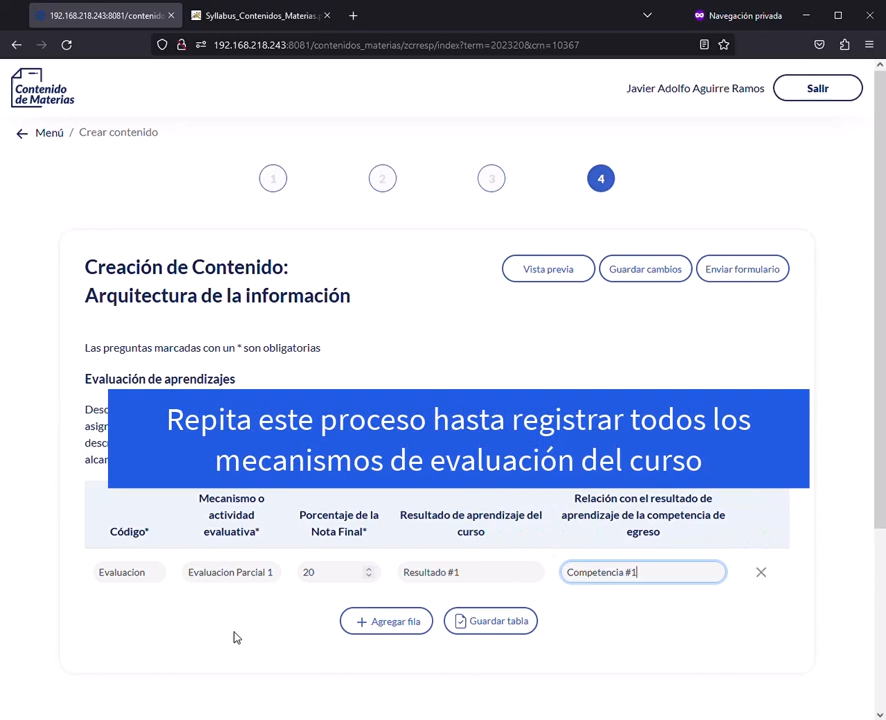 192.168.218.243:8081/contenido
Syllabus_Contenidos_Materias.p
Navegación privada
192.168.218.243:8081/contenidos_materias/zcrresp/index?term=202320&crn=10367
Contenido
de Materias
Javier Adolfo Aguirre Ramos
Salir
Menú / Crear contenido
1
2
3
4
Creación de Contenido:
Arquitectura de la información
Vista previa
Guardar cambios
Enviar formulario
Las preguntas marcadas con un * son obligatorias
Evaluación de aprendizajes
Desc
asign
descr
alcan
Repita este proceso hasta registrar todos los
mecanismos de evaluación del curso
Código*
Mecanismo o
actividad
evaluativa*
Porcentaje de la
Nota Final*
Resultado de aprendizaje del
curso
Relación con el resultado de
aprendizaje de la competencia de
egreso
Evaluacion
Evaluacion Parcial 1
20
Resultado #1
Competencia #1
Agregar fila
Guardar tabla